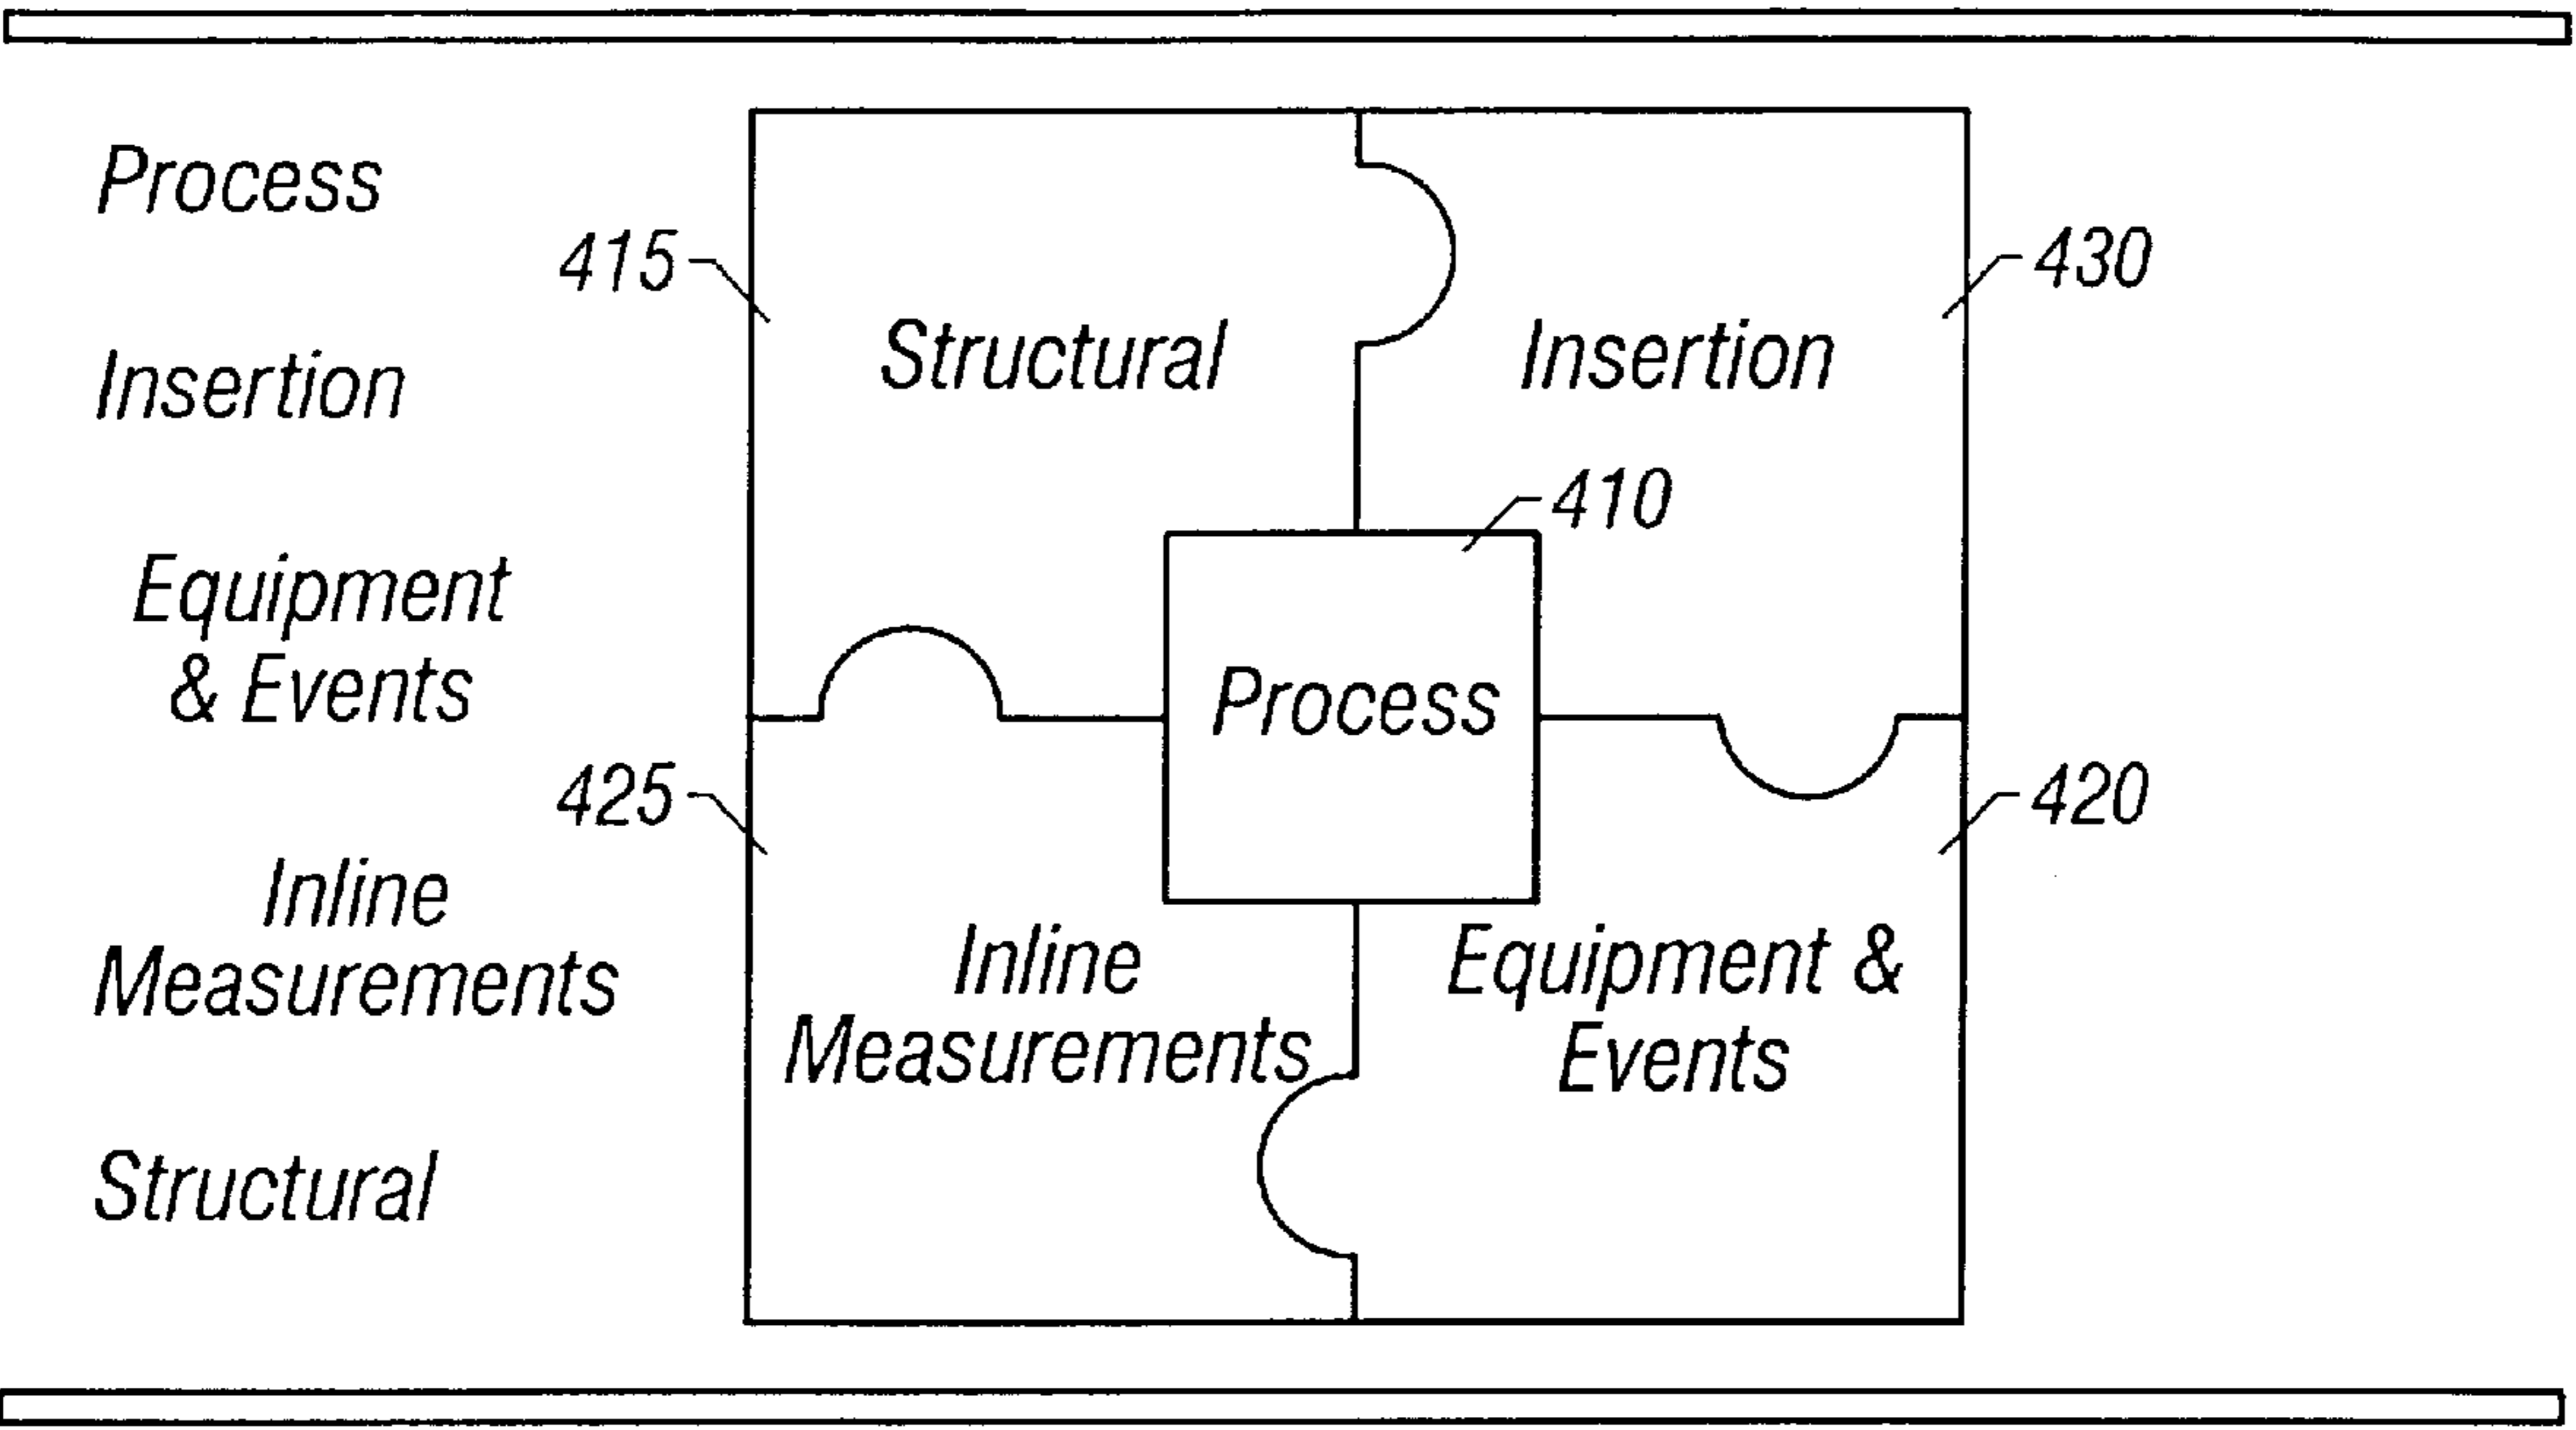 Process
Insertion
Equipment
& Events
Inline
Measurements
Structural
415
Structural
Insertion
430
410
Process
425
420
Inline
Measurements
Equipment &
Events